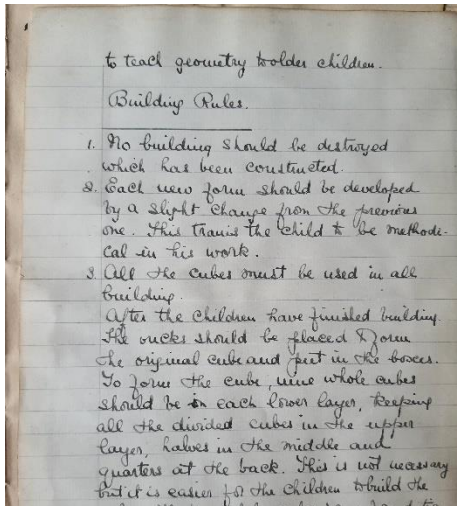 to teach geometry to older children.
Building Rules.
1. No building should be destroyed
which has been constructed.
2. Each new form should be developed
by a slight change from the previous
one. This trains the child to be methodi-
cal in his work.
3. All the cubes must be used in all
building.
After the children have finished building
the bricks should be placed to form
the original cube and put in the boxes.
To form the cube, nine whole cubes
should be in each lower layer, keeping
all the divided cubes in the upper
layer, halves in the middle and
quarters at the back. This is not necessary
but it is easier for the children to build the